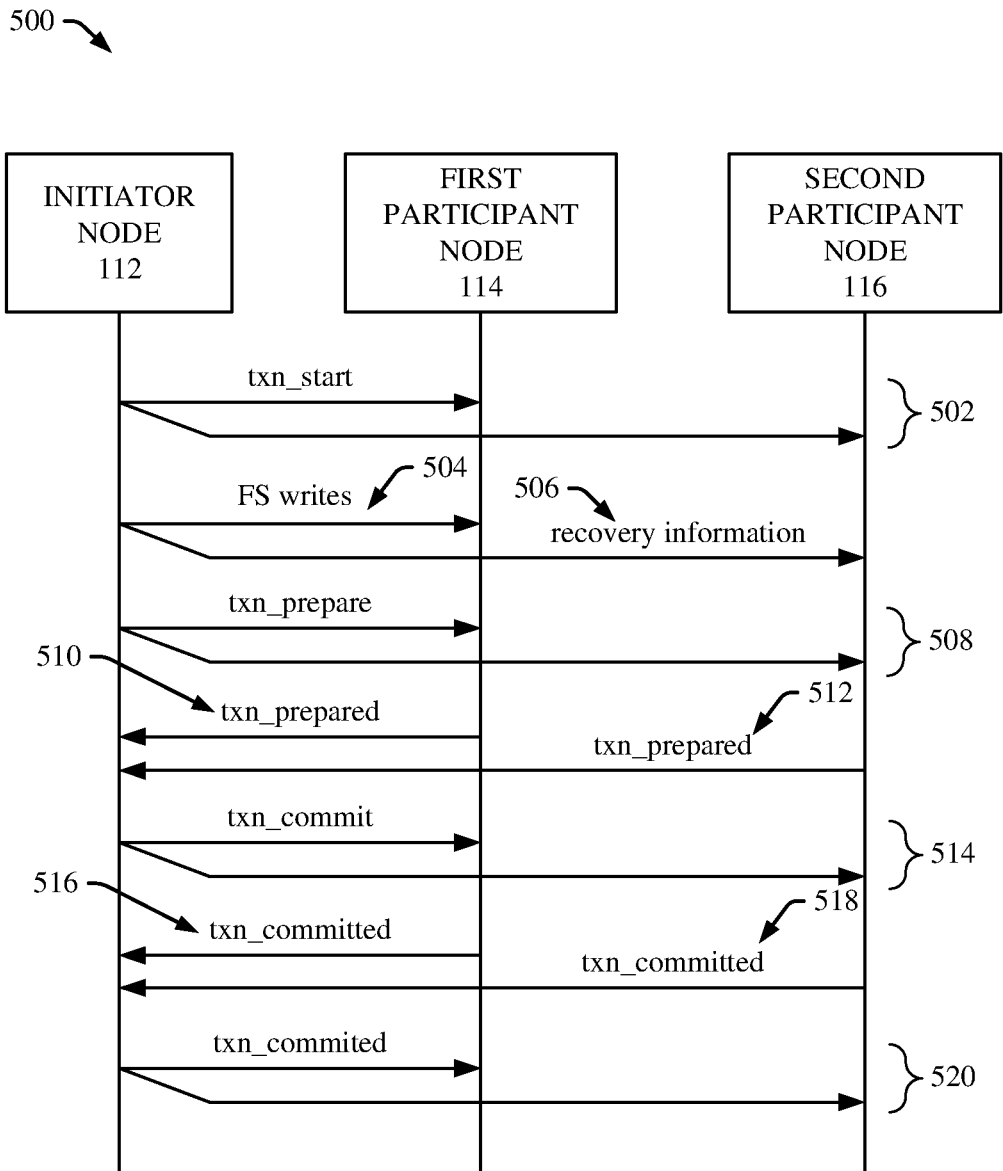 500
INITIATOR
NODE
112
FIRST
PARTICIPANT
NODE
114
SECOND
PARTICIPANT
NODE
116
txn_start
502
504
FS writes
506
recovery information
txn_prepare
508
510
txn_prepared
512
txn_prepared
txn_commit
514
516
txn_committed
518
txn_committed
txn_commited
520